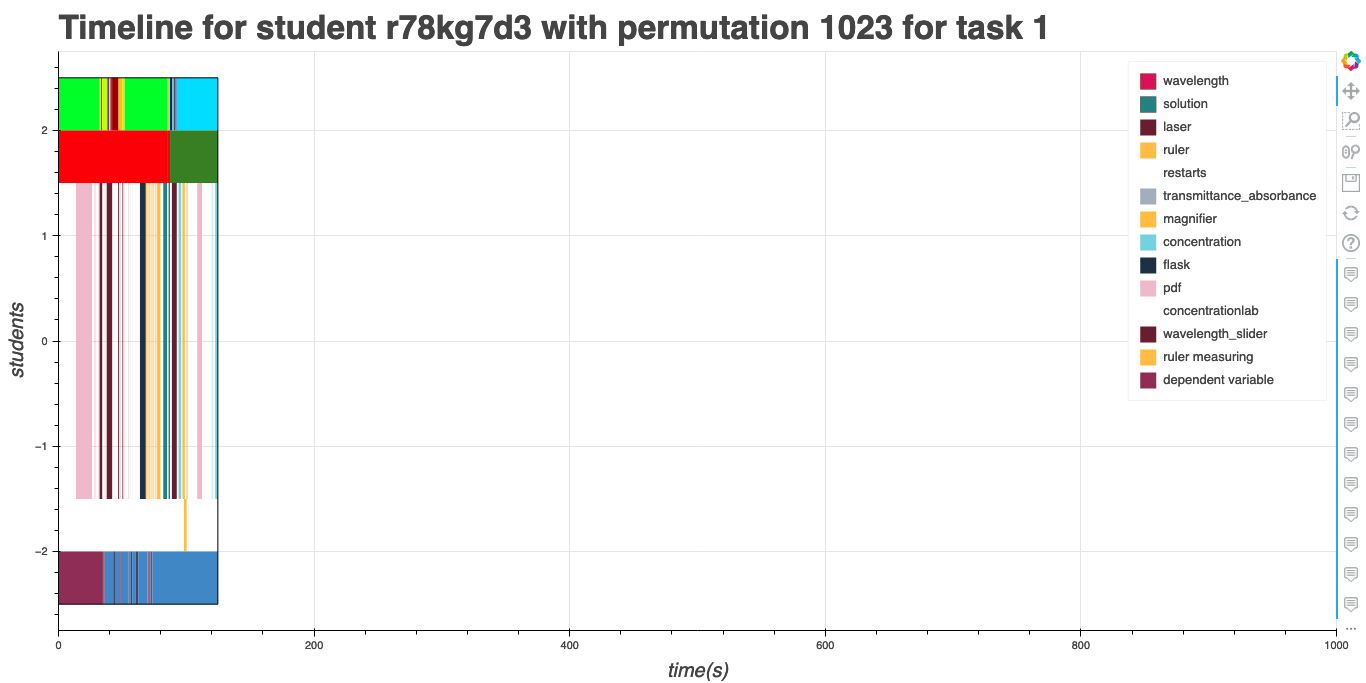 Timeline for student r78kg7d3 with permutation 1023 for task 1
wavelength
solution
laser
ruler
restarts
transmittance_absorbance
magnifier
concentration
flask
pdf
concentrationlab
wavelength_slider
ruler measuring
dependent variable
students
2
1
0
−1
−2
0 200 400 600 800 1000
time(s)